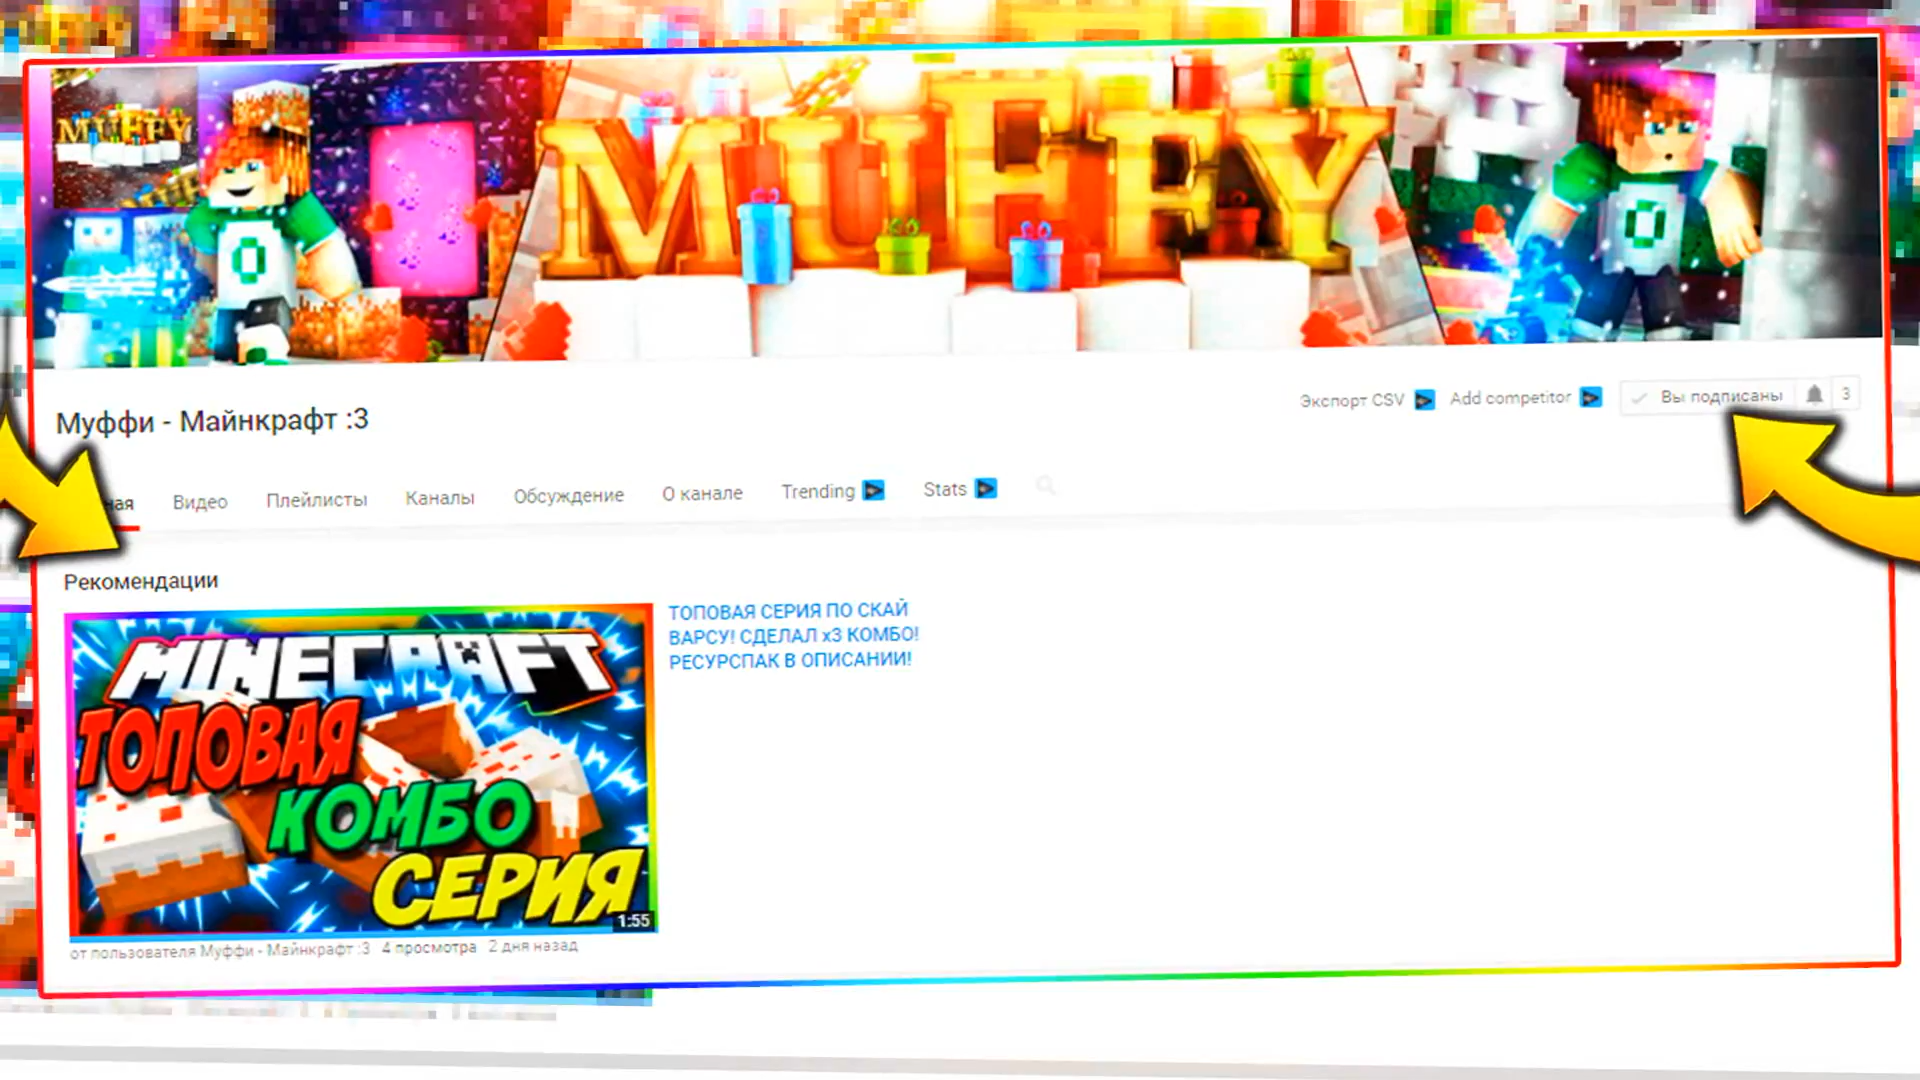 MUFFY
MUFFY
Муффи - Майнкрафт :3
Экспорт CSV Add competitor Вы подписаны 3
ная Видео Плейлисты Каналы Обсуждение О канале Trending Stats
Рекомендации
MINECRAFT
ТОПОВАЯ
КОМБО
СЕРИЯ
1:55
ТОПОВАЯ СЕРИЯ ПО СКАЙ
ВАРСУ! СДЕЛАЛ x3 КОМБО!
РЕСУРСПАК В ОПИСАНИИ!
от пользователя Муффи - Майнкрафт :3 4 просмотра 2 дня назад